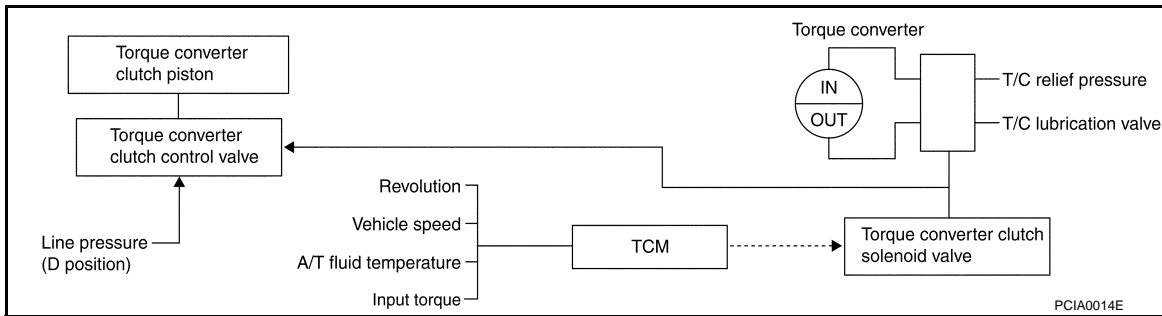 Torque converter
clutch piston
Torque converter
clutch control valve
Line pressure
(D position)
Revolution
Vehicle speed
A/T fluid temperature
Input torque
TCM
Torque converter
IN
OUT
T/C relief pressure
T/C lubrication valve
Torque converter clutch
solenoid valve
PCIA0014E